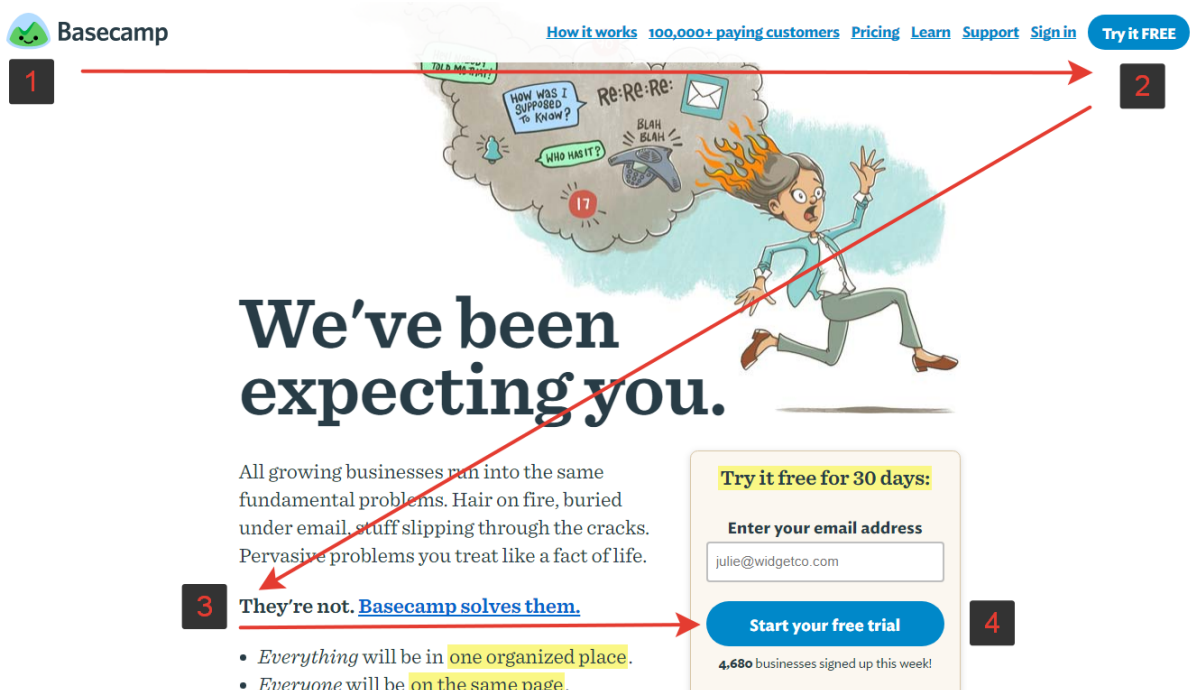 Basecamp
How it works 100,000+ paying customers Pricing Learn Support Sign in Try it FREE
1
2
TOLD ME THAT!
HOW WAS I
SUPPOSED
TO KNOW?
Re: Re: Re:
BLAH
BLAH
WHO HAS IT?
17
We've been
expecting you.
All growing businesses run into the same
fundamental problems. Hair on fire, buried
under email, stuff slipping through the cracks.
Pervasive problems you treat like a fact of life.
3
They're not. Basecamp solves them.
• Everything will be in one organized place.
• Everyone will be on the same page.
Try it free for 30 days:
Enter your email address
julie@widgetco.com
Start your free trial
4
4,680 businesses signed up this week!